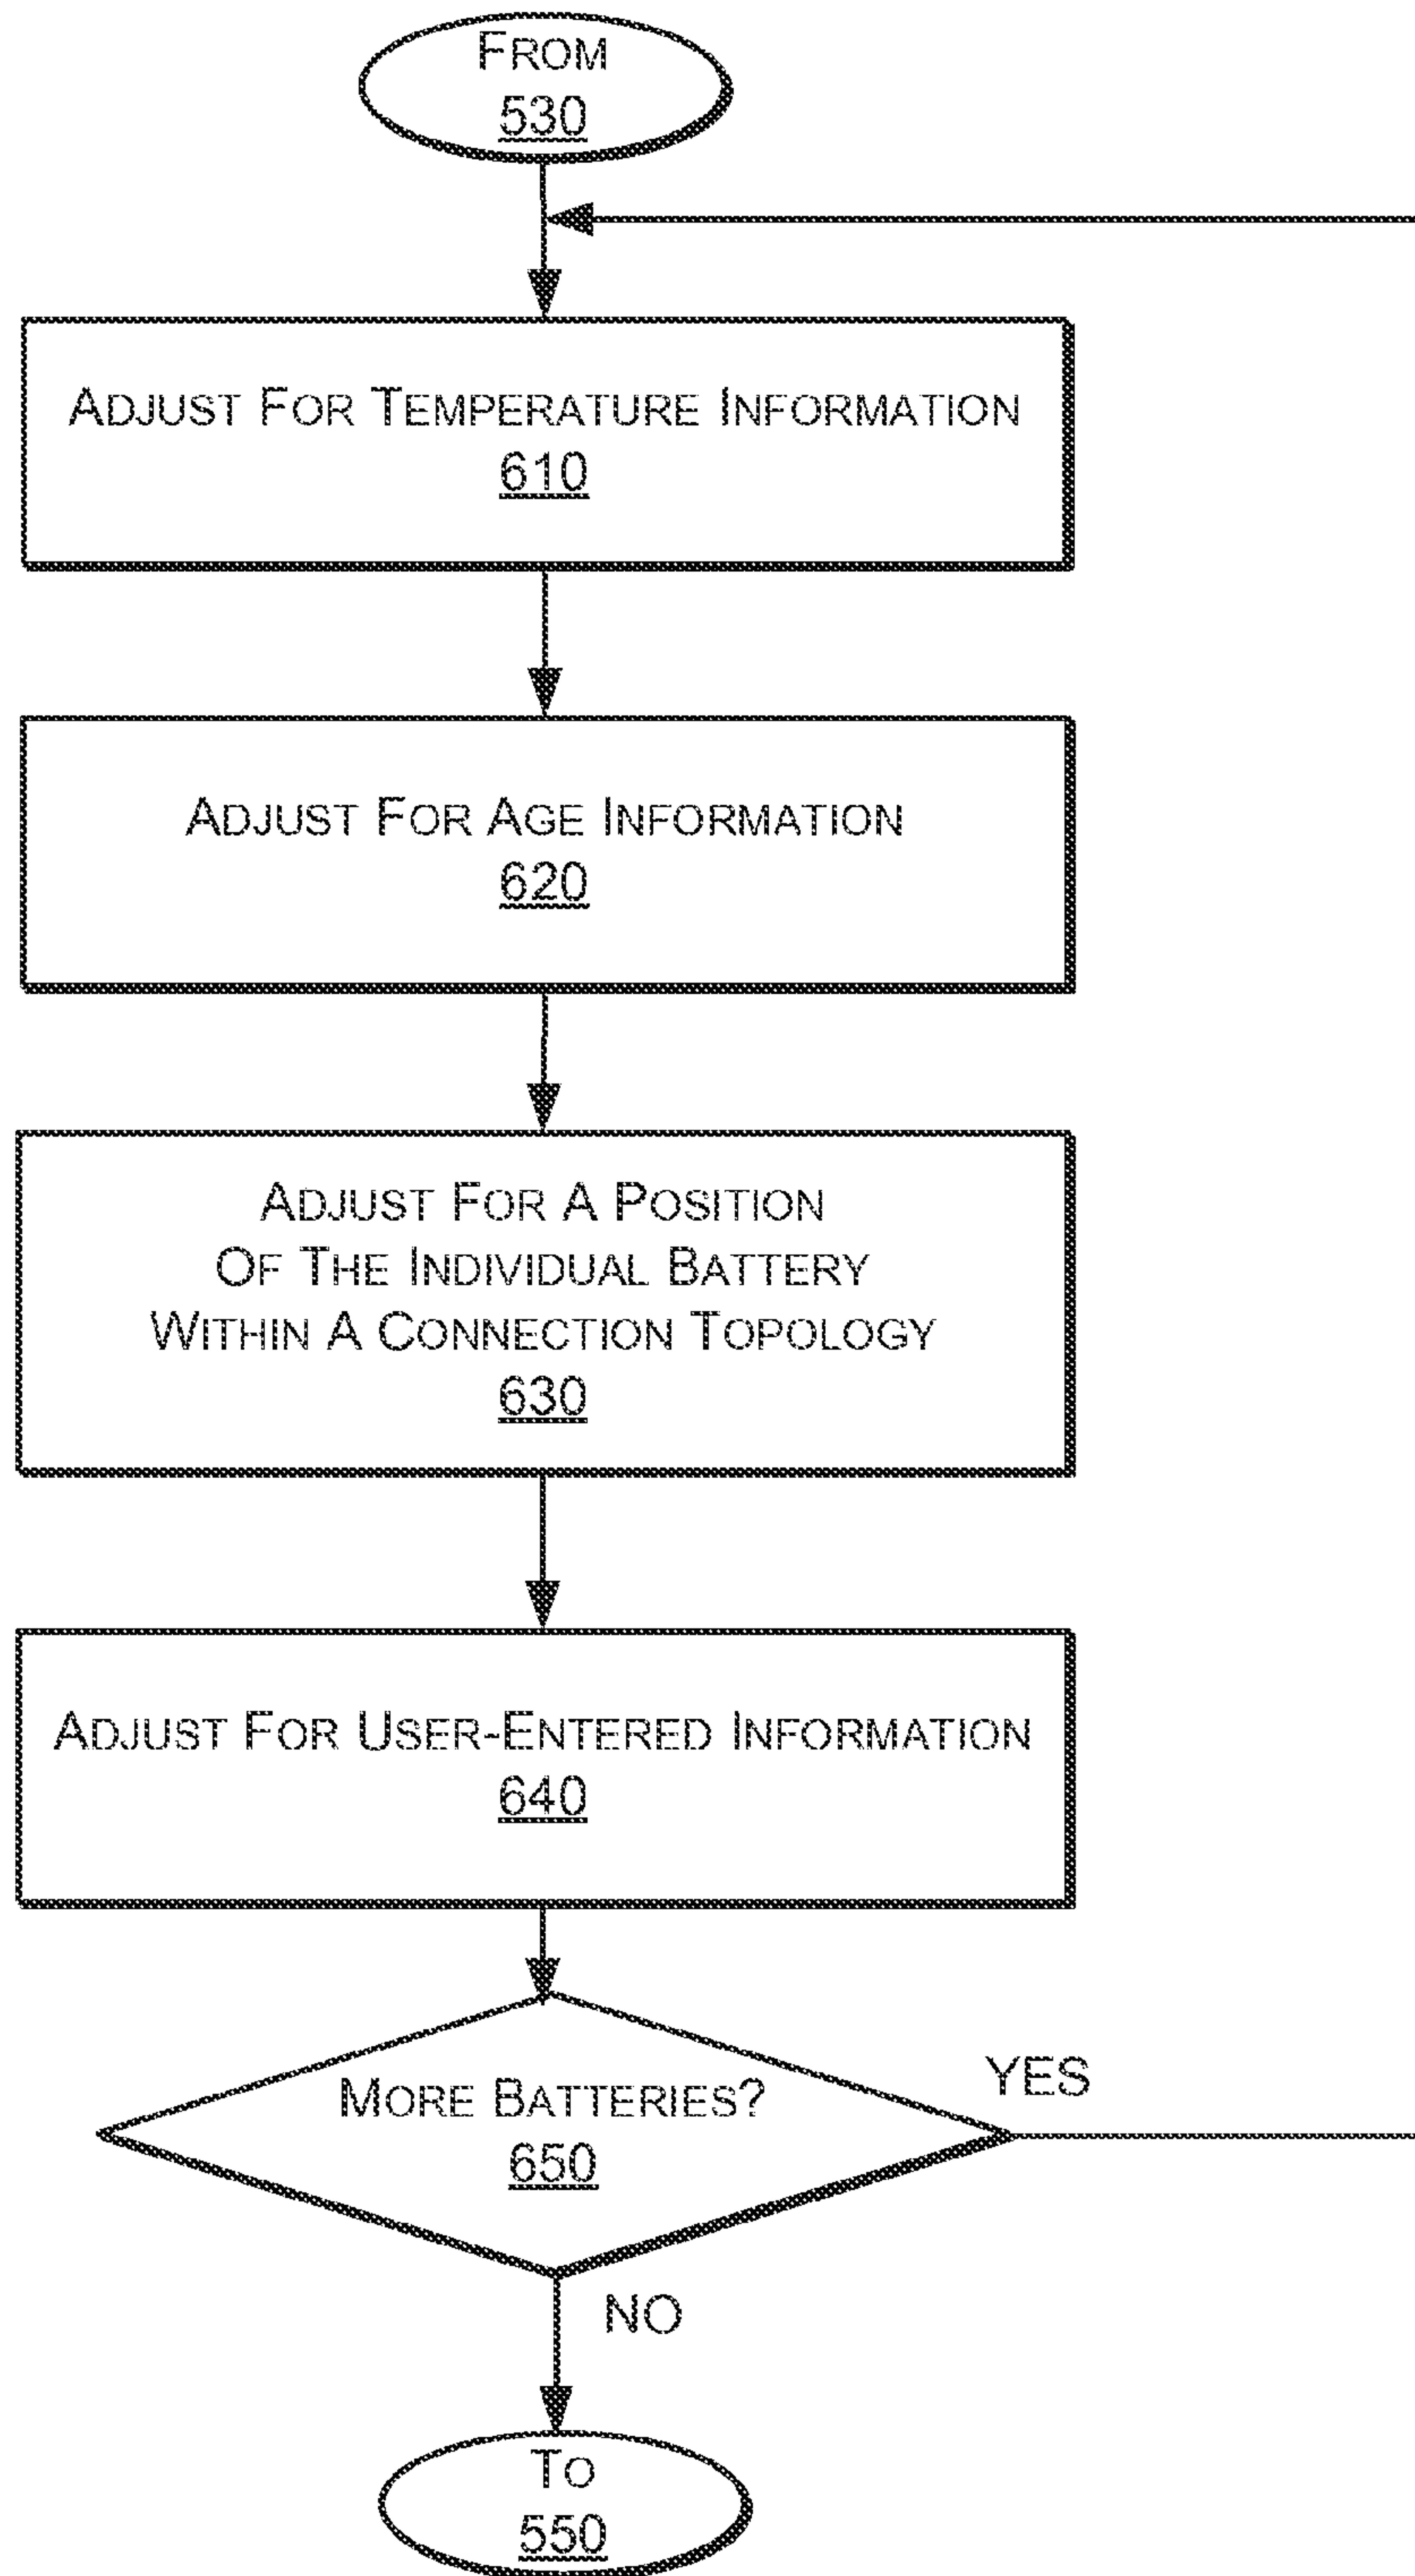 FROM
530
ADJUST FOR TEMPERATURE INFORMATION
610
ADJUST FOR AGE INFORMATION
620
ADJUST FOR A POSITION
OF THE INDIVIDUAL BATTERY
WITHIN A CONNECTION TOPOLOGY
630
ADJUST FOR USER-ENTERED INFORMATION
640
MORE BATTERIES?
650
YES
NO
TO
550